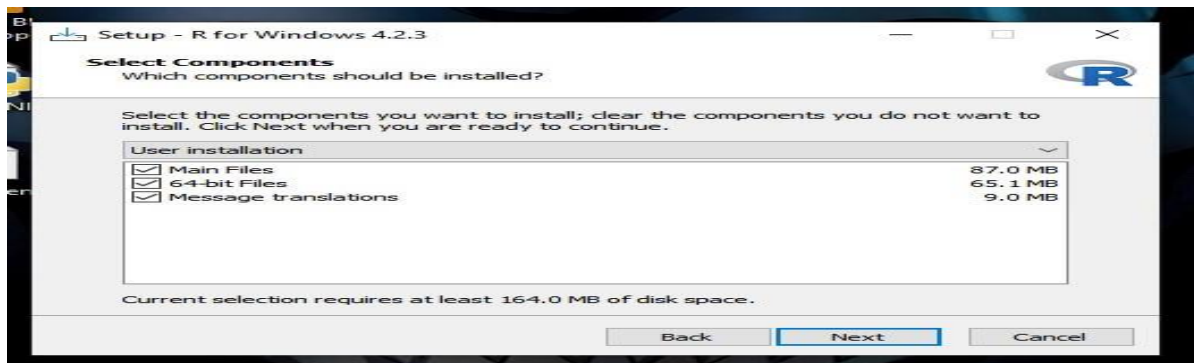 Setup - R for Windows 4.2.3
Select Components
Which components should be installed?
R
Select the components you want to install; clear the components you do not want to
install. Click Next when you are ready to continue.
User installation
Main Files 87.0 MB
64-bit Files 65.1 MB
Message translations 9.0 MB
Current selection requires at least 164.0 MB of disk space.
Back Next Cancel